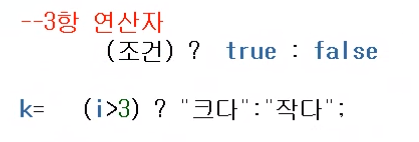 --3항 연산자
(조건) ? true : false
k= (i>3) ? "크다":"작다";